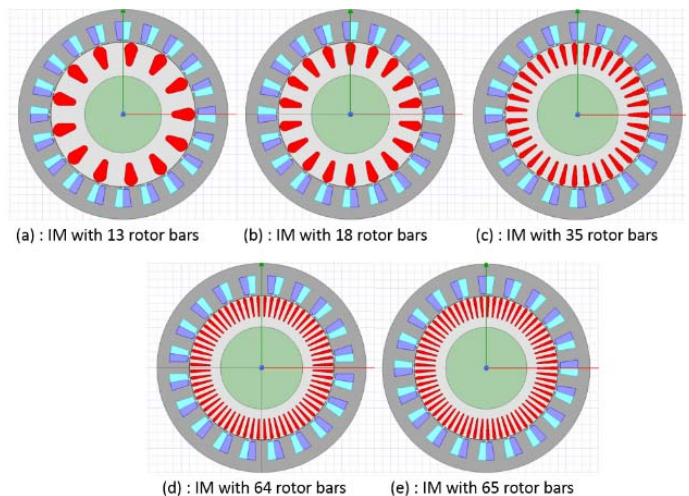 (a) : IM with 13 rotor bars
(b) : IM with 18 rotor bars
(c) : IM with 35 rotor bars
(d) : IM with 64 rotor bars
(e) : IM with 65 rotor bars